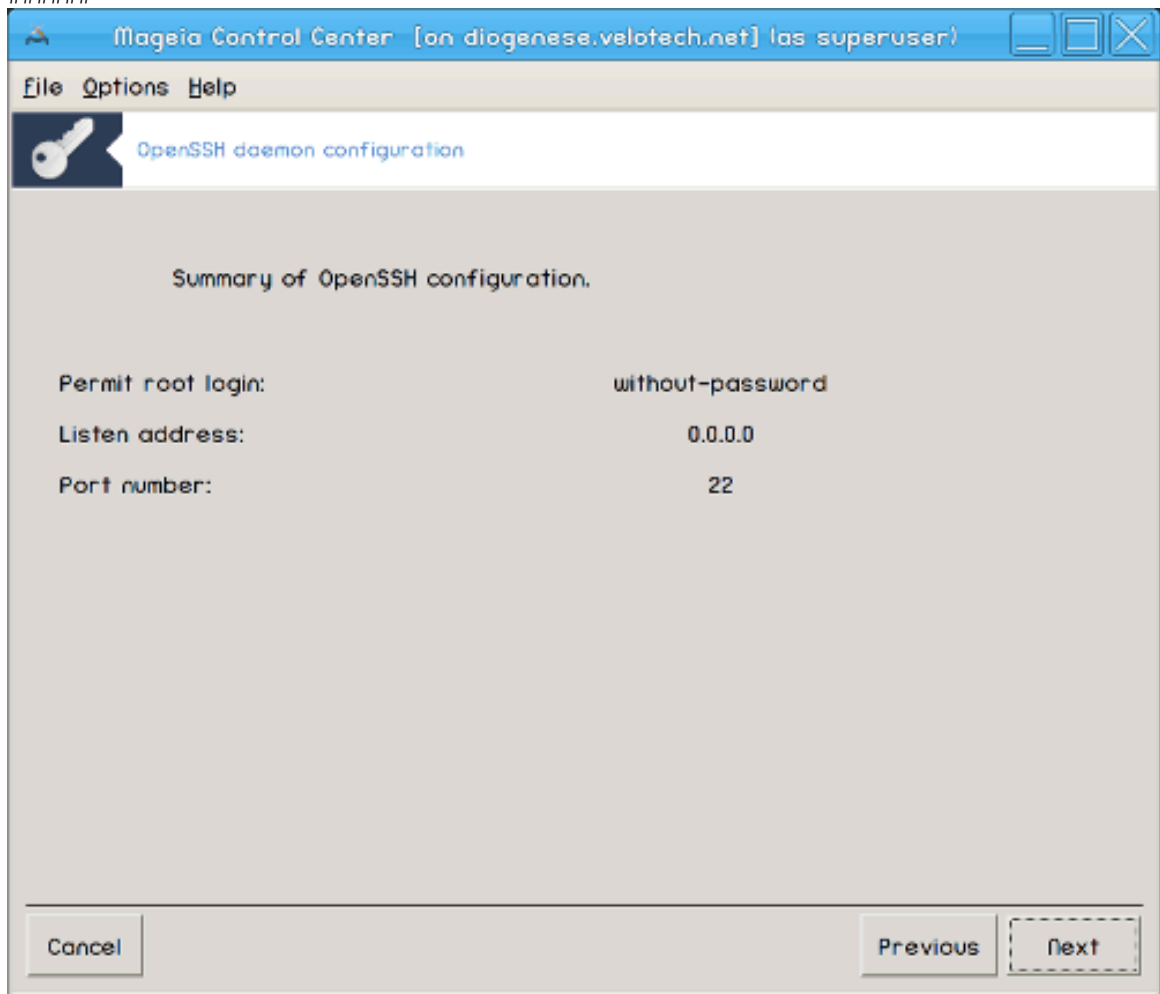 Mageia Control Center [on diogenese.velotech.net] (as superuser)
File Options Help
OpenSSH daemon configuration
Summary of OpenSSH configuration.
Permit root login: without-password
Listen address: 0.0.0.0
Port number: 22
Cancel Previous Next